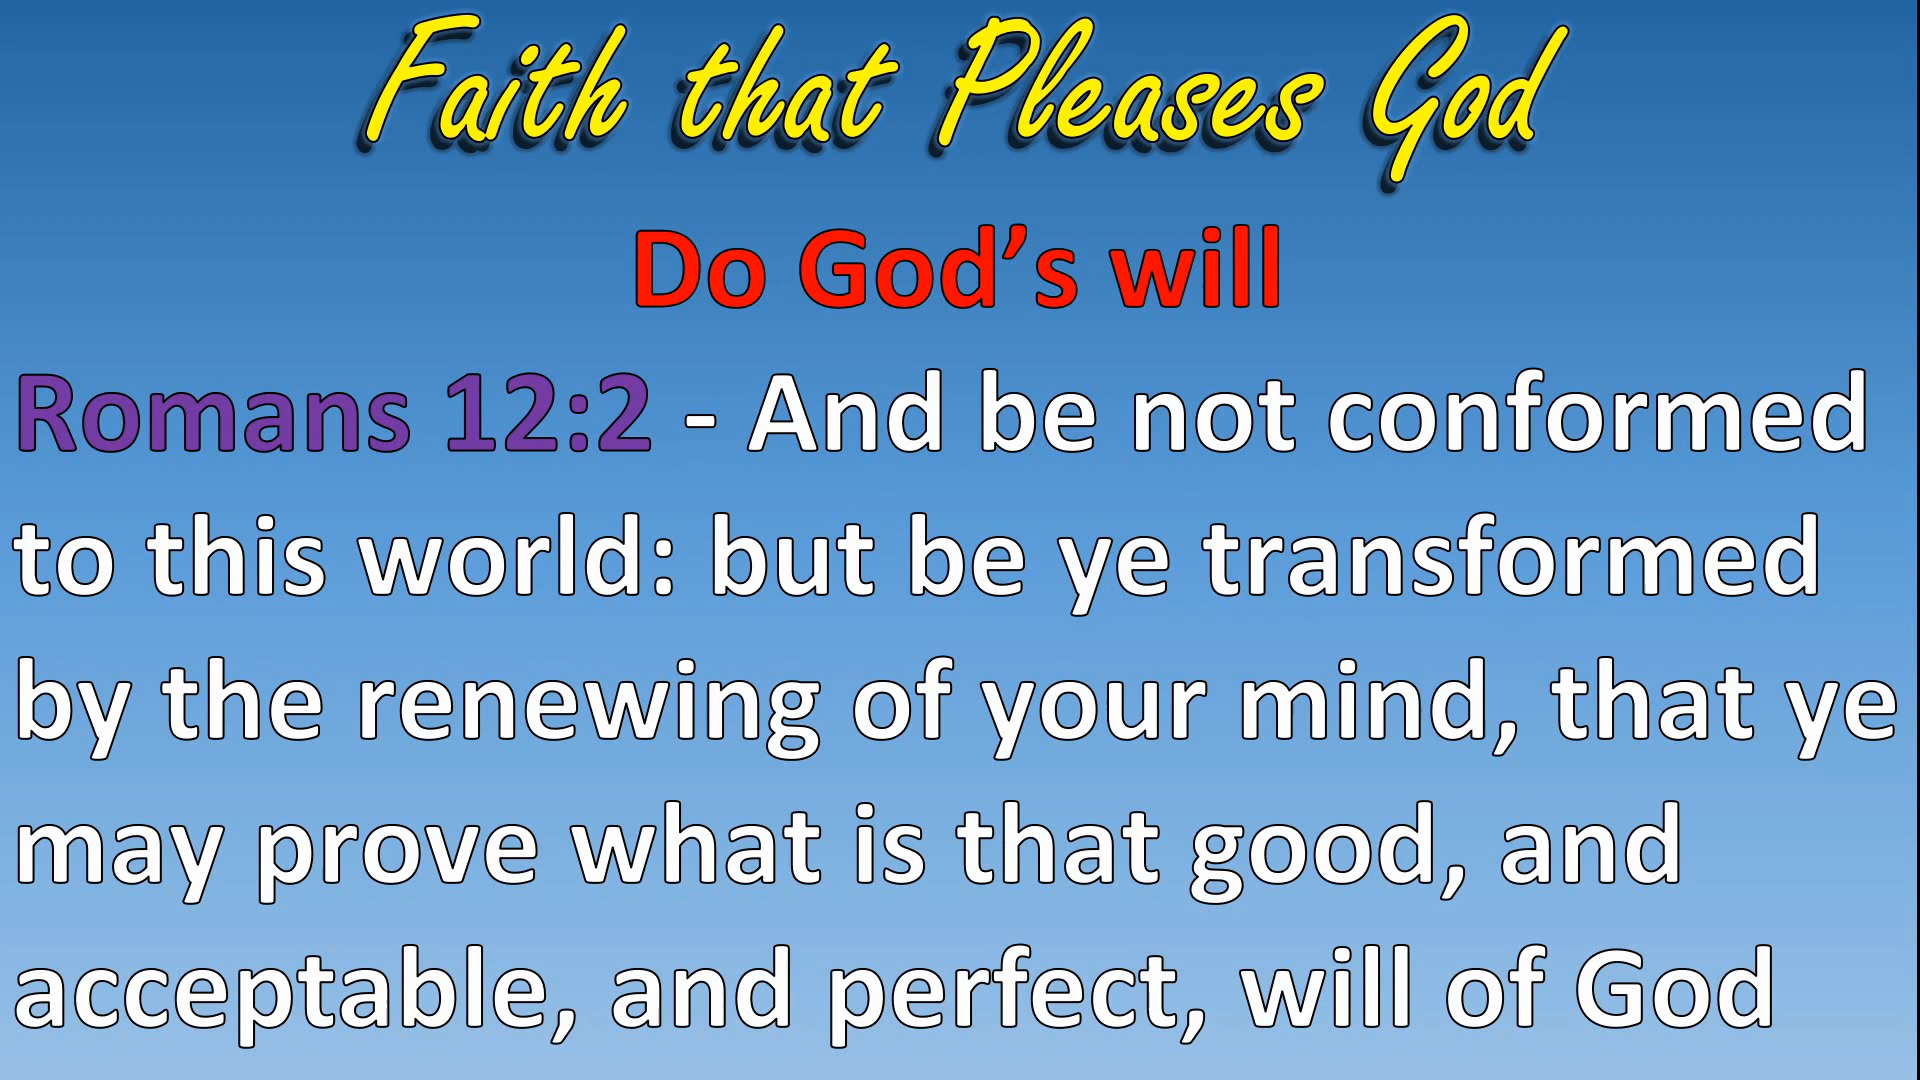 Faith that Pleases God
Do God’s will
Romans 12:2 - And be not conformed
to this world: but be ye transformed
by the renewing of your mind, that ye
may prove what is that good, and
acceptable, and perfect, will of God